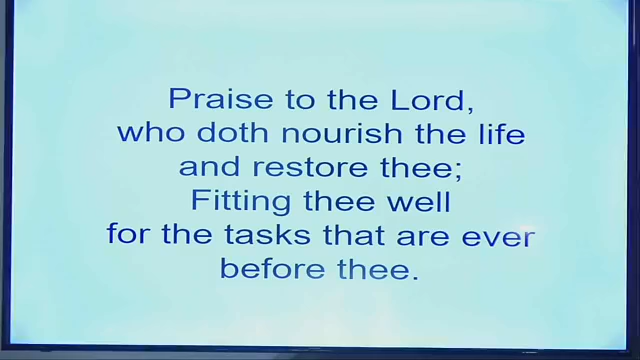 Praise to the Lord,
who doth nourish the life
and restore thee;
Fitting thee well
for the tasks that are ever
before thee.